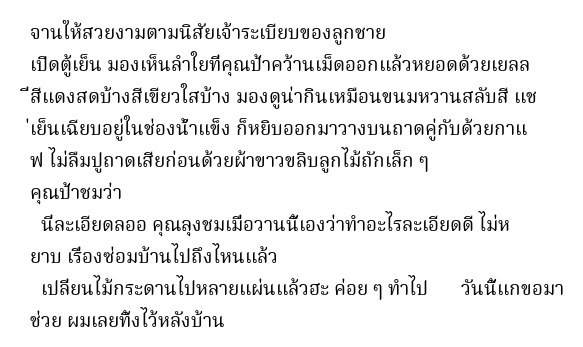 จานให้สวยงามตามนิสัยเจ้าระเบียบของลูกชาย
เปิดตู้เย็น มองเห็นลำใยที่คุณป้าคว้านเม็ดออกแล้วหยอดด้วยเยลล
ีสีแดงสดบ้างสีเขียวใสบ้าง มองดูน่ากินเหมือนขนมหวานสลับสี แช
่เย็นเฉียบอยู่ในช่องน้ำแข็ง ก็หยิบออกมาวางบนถาดคู่กับถ้วยกาแ
ฟ ไม่ลืมปูถาดเสียก่อนด้วยผ้าขาวขลิบลูกไม้ถักเล็ก ๆ
คุณป้าชมว่า
นี่ละเอียดลออ คุณลุงชมเมื่อวานนี้เองว่าทำอะไรละเอียดดี ไม่ห
ยาบ เรื่องซ่อมบ้านไปถึงไหนแล้ว
เปลี่ยนไม้กระดานไปหลายแผ่นแล้วฮะ ค่อย ๆ ทำไป วันนี้แกขอมา
ช่วย ผมเลยทิ้งไว้หลังบ้าน